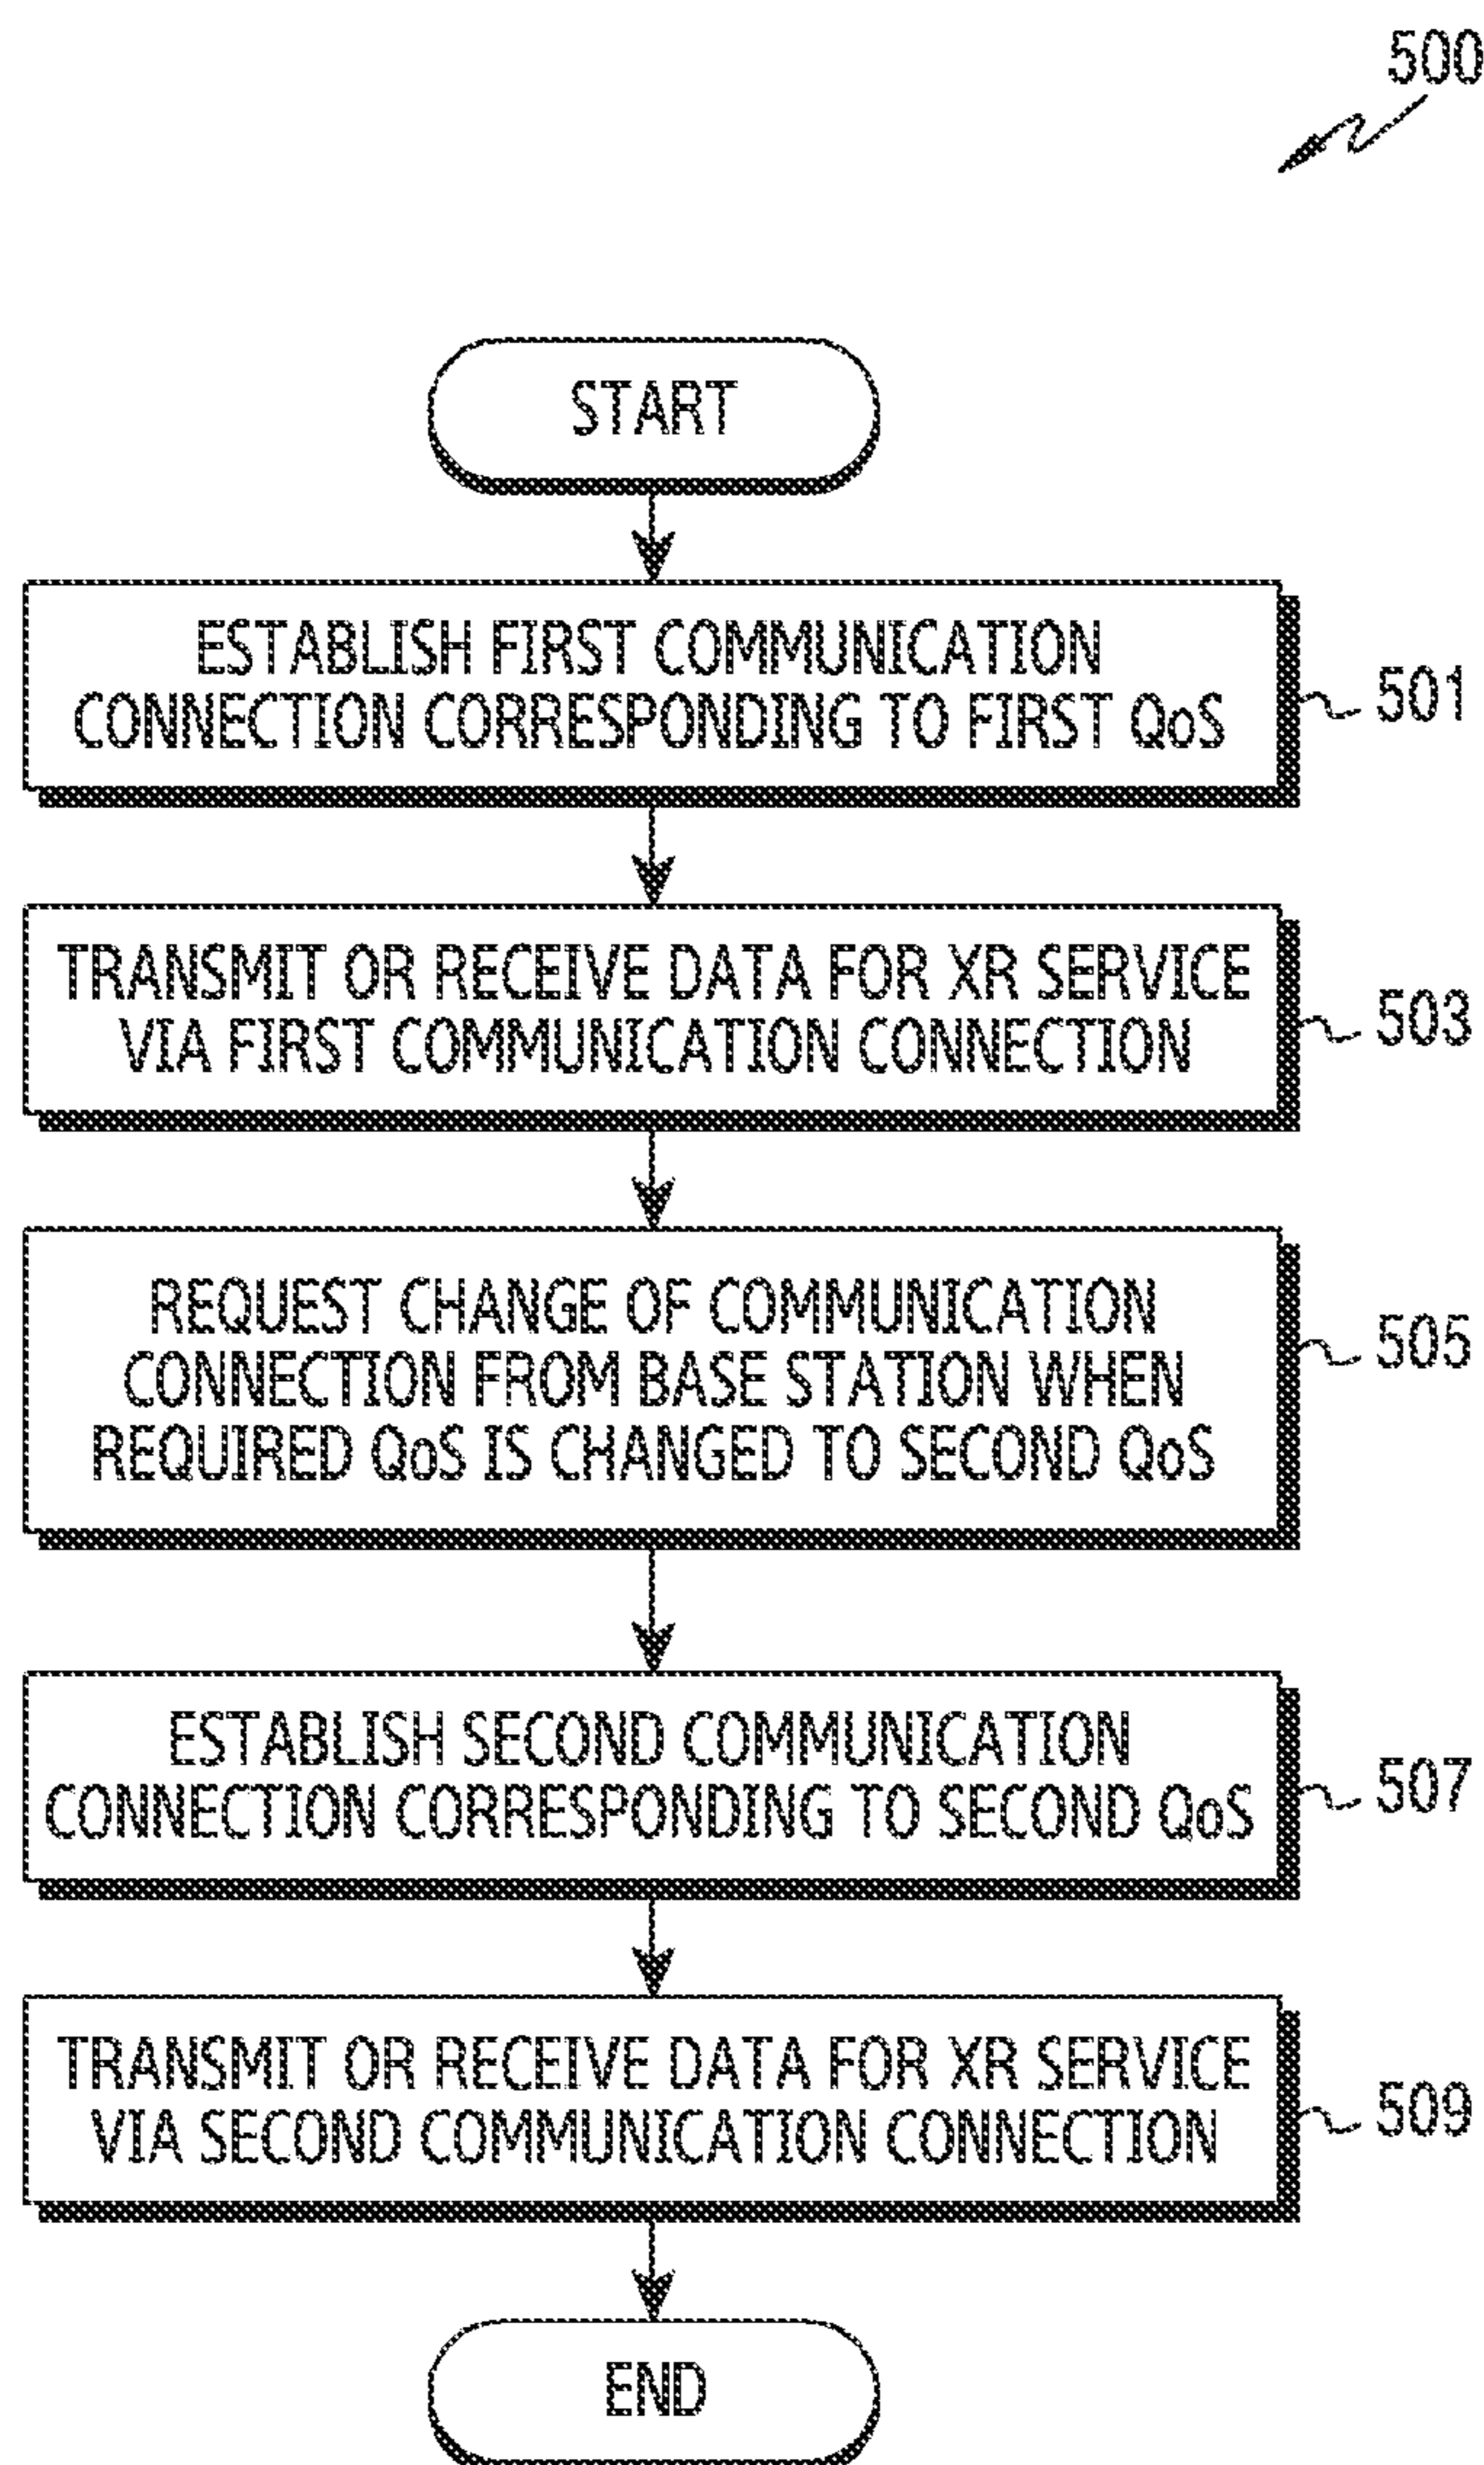 500
START
ESTABLISH FIRST COMMUNICATION
CONNECTION CORRESPONDING TO FIRST QoS
501
TRANSMIT OR RECEIVE DATA FOR XR SERVICE
VIA FIRST COMMUNICATION CONNECTION
503
REQUEST CHANGE OF COMMUNICATION
CONNECTION FROM BASE STATION WHEN
REQUIRED QoS IS CHANGED TO SECOND QoS
505
ESTABLISH SECOND COMMUNICATION
CONNECTION CORRESPONDING TO SECOND QoS
507
TRANSMIT OR RECEIVE DATA FOR XR SERVICE
VIA SECOND COMMUNICATION CONNECTION
509
END